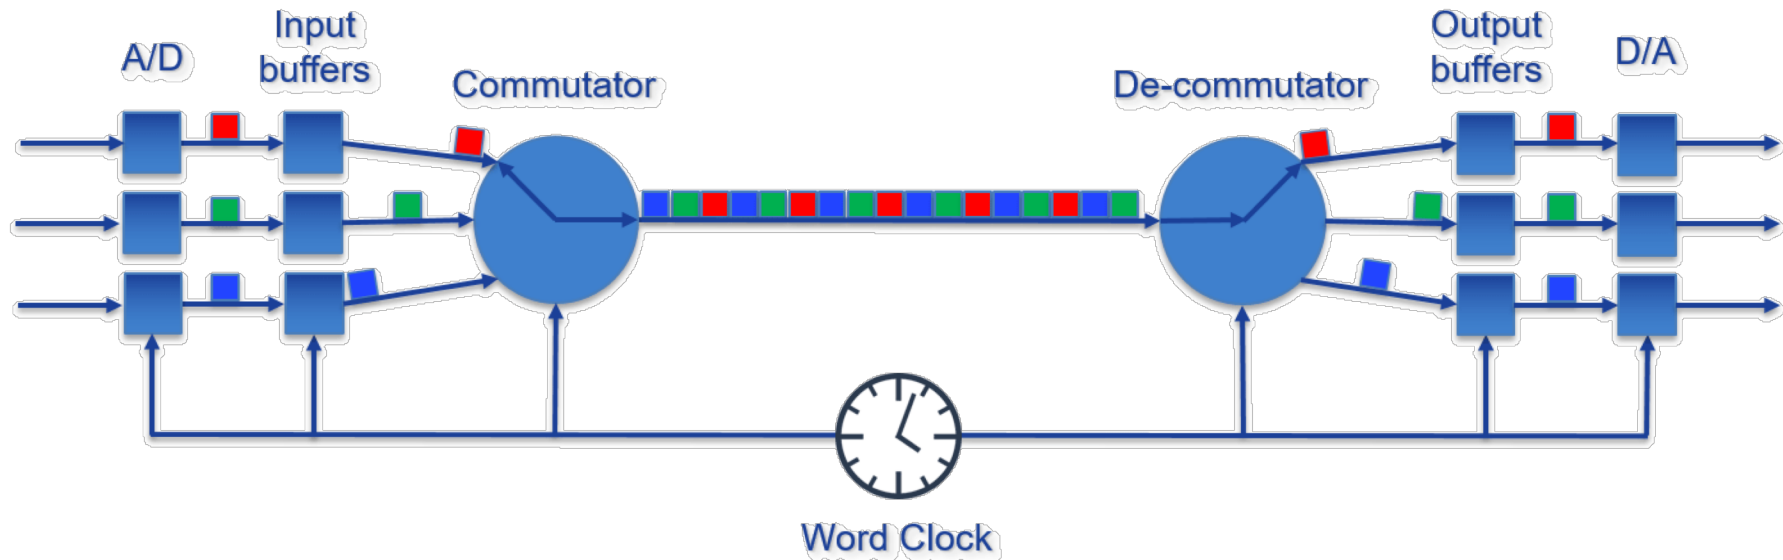 A/D
Input
buffers
Commutator
De-commutator
Output
buffers
D/A
Word Clock